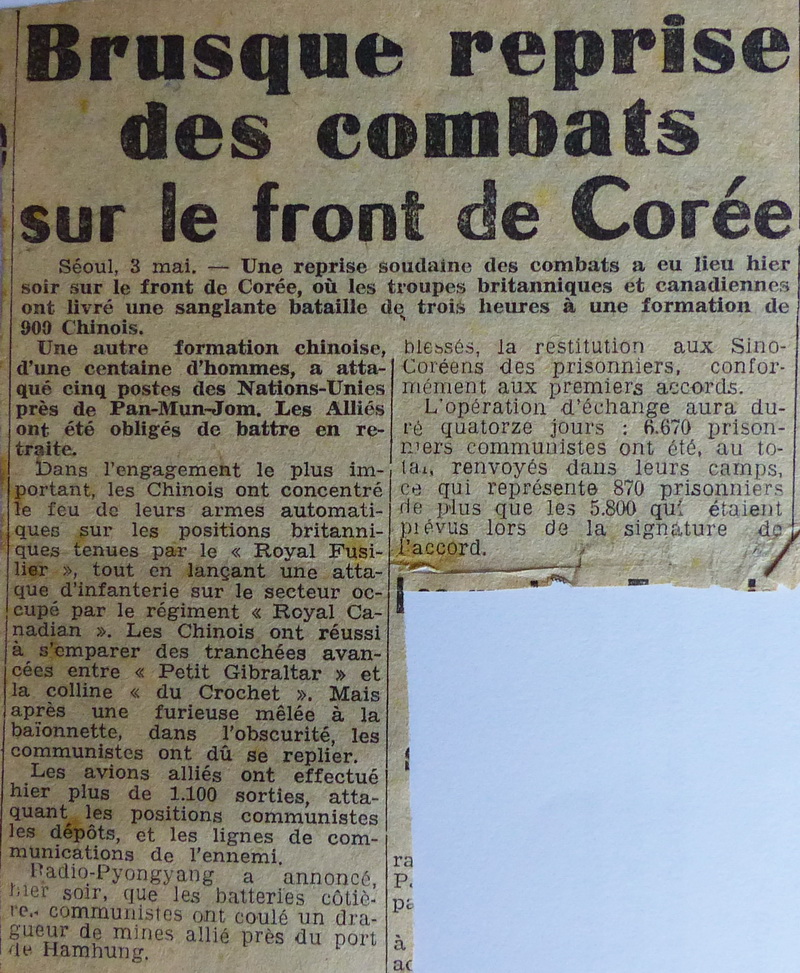 Brusque reprise
des combats
sur le front de Corée
Séoul, 3 mai. — Une reprise soudaine des combats a eu lieu hier
soir sur le front de Corée, où les troupes britanniques et canadiennes
ont livré une sanglante bataille de trois heures à une formation de
900 Chinois.
Une autre formation chinoise,
d'une centaine d'hommes, a atta-
qué cinq postes des Nations-Unies
près de Pan-Mun-Jom. Les Alliés
ont été obligés de battre en re-
traite.
Dans l'engagement le plus im-
portant, les Chinois ont concentré
le feu de leurs armes automati-
ques sur les positions britanni-
ques tenues par le « Royal Fusi-
lier », tout en lançant une atta-
que d'infanterie sur le secteur oc-
cupé par le régiment « Royal Ca-
nadian ». Les Chinois ont réussi
à s'emparer des tranchées avan-
cées entre « Petit Gibraltar » et
la colline « du Crochet ». Mais
après une furieuse mêlée à la
baïonnette, dans l'obscurité, les
communistes ont dû se replier.
Les avions alliés ont effectué
hier plus de 1.100 sorties, atta-
quant les positions communistes
les dépôts, et les lignes de com-
munications de l'ennemi.
Radio-Pyongyang a annoncé,
hier soir, que les batteries côtiè-
res communistes ont coulé un dra-
gueur de mines allié près du port
de Hamhung.
blessés, la restitution aux Sino-
Coréens des prisonniers, confor-
mément aux premiers accords.
L'opération d'échange aura du-
ré quatorze jours : 6.670 prison-
niers communistes ont été, au to-
tal, renvoyés dans leurs camps,
ce qui représente 870 prisonniers
de plus que les 5.800 qui étaient
prévus lors de la signature de
l'accord.
ra
P.
pa
à
ac